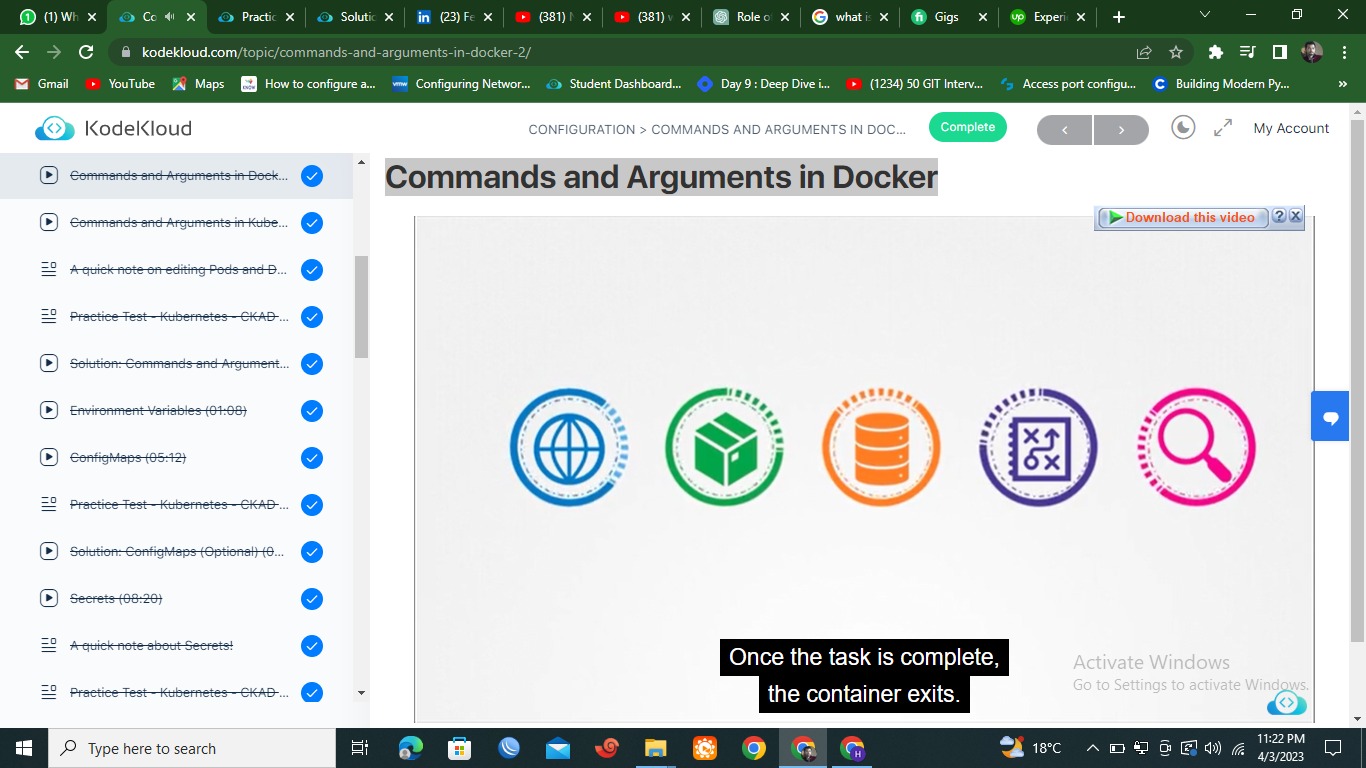 (1) Wh
Co
Practic
Solutic
(23) Fe
(381) N
(381) v
Role of
what is
Gigs
Experi
kodekloud.com/topic/commands-and-arguments-in-docker-2/
Gmail
YouTube
Maps
How to configure a...
Configuring Networ...
Student Dashboard...
Day 9 : Deep Dive i...
(1234) 50 GIT Interv...
Access port configu...
Building Modern Py...
»
KodeKloud
CONFIGURATION > COMMANDS AND ARGUMENTS IN DOC...
Complete
My Account
Commands and Arguments in Dock...
Commands and Arguments in Kube...
A quick note on editing Pods and D...
Practice Test - Kubernetes - CKAD ...
Solution: Commands and Argument...
Environment Variables (01:08)
ConfigMaps (05:12)
Practice Test - Kubernetes - CKAD ...
Solution: ConfigMaps (Optional) (0...
Secrets (08:20)
A quick note about Secrets!
Practice Test - Kubernetes - CKAD ...
Commands and Arguments in Docker
Download this video
Once the task is complete,
the container exits.
Activate Windows
Go to Settings to activate Windows.
Type here to search
18°C
11:22 PM
4/3/2023